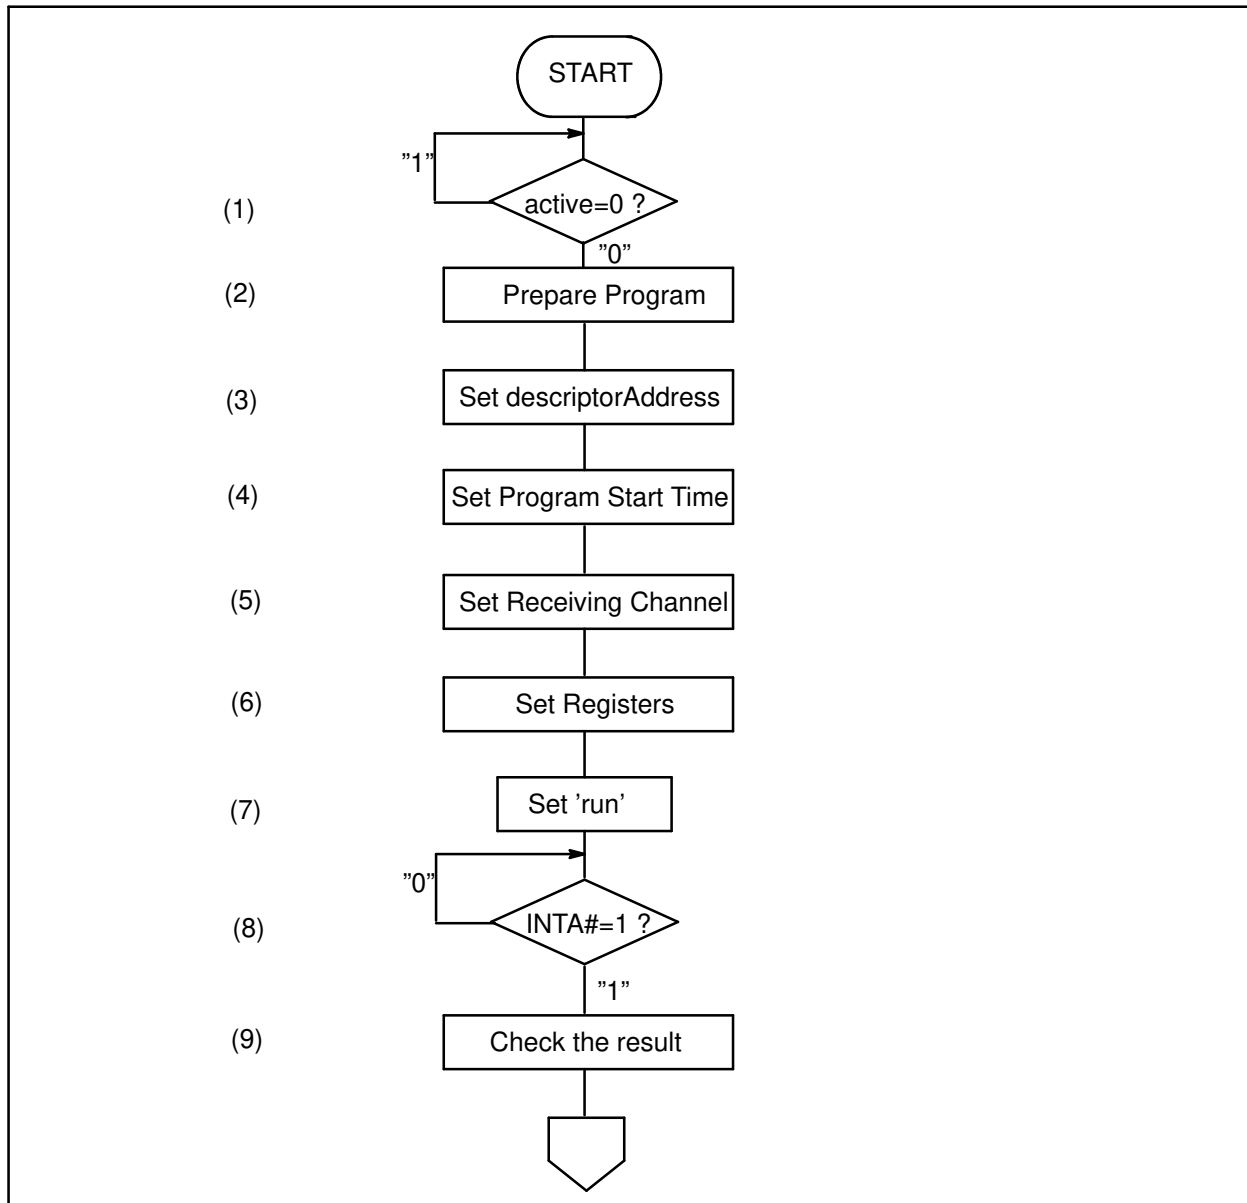 START
”1”
(1) active=0 ?
”0”
(2) Prepare Program
(3) Set descriptorAddress
(4) Set Program Start Time
(5) Set Receiving Channel
(6) Set Registers
(7) Set ’run’
”0”
(8) INTA#=1 ?
”1”
(9) Check the result